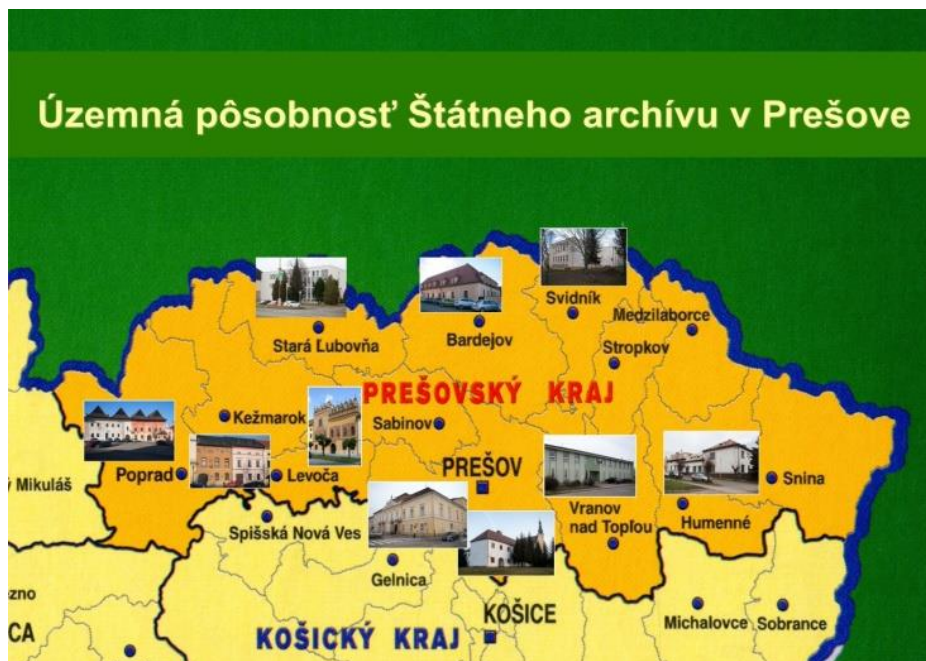 Územná pôsobnosť Štátneho archívu v Prešove
Svidník
Medzilaborce
Stará Ľubovňa
Bardejov
Stropkov
PREŠOVSKÝ KRAJ
Kežmarok
Sabinov
Poprad
Levoča
PREŠOV
Snina
ý Mikuláš
Vranov
nad Topľou
Humenné
Spišská Nová Ves
Gelnica
ezno
KOŠICE
Michalovce
Sobrance
CA
KOŠICKÝ KRAJ